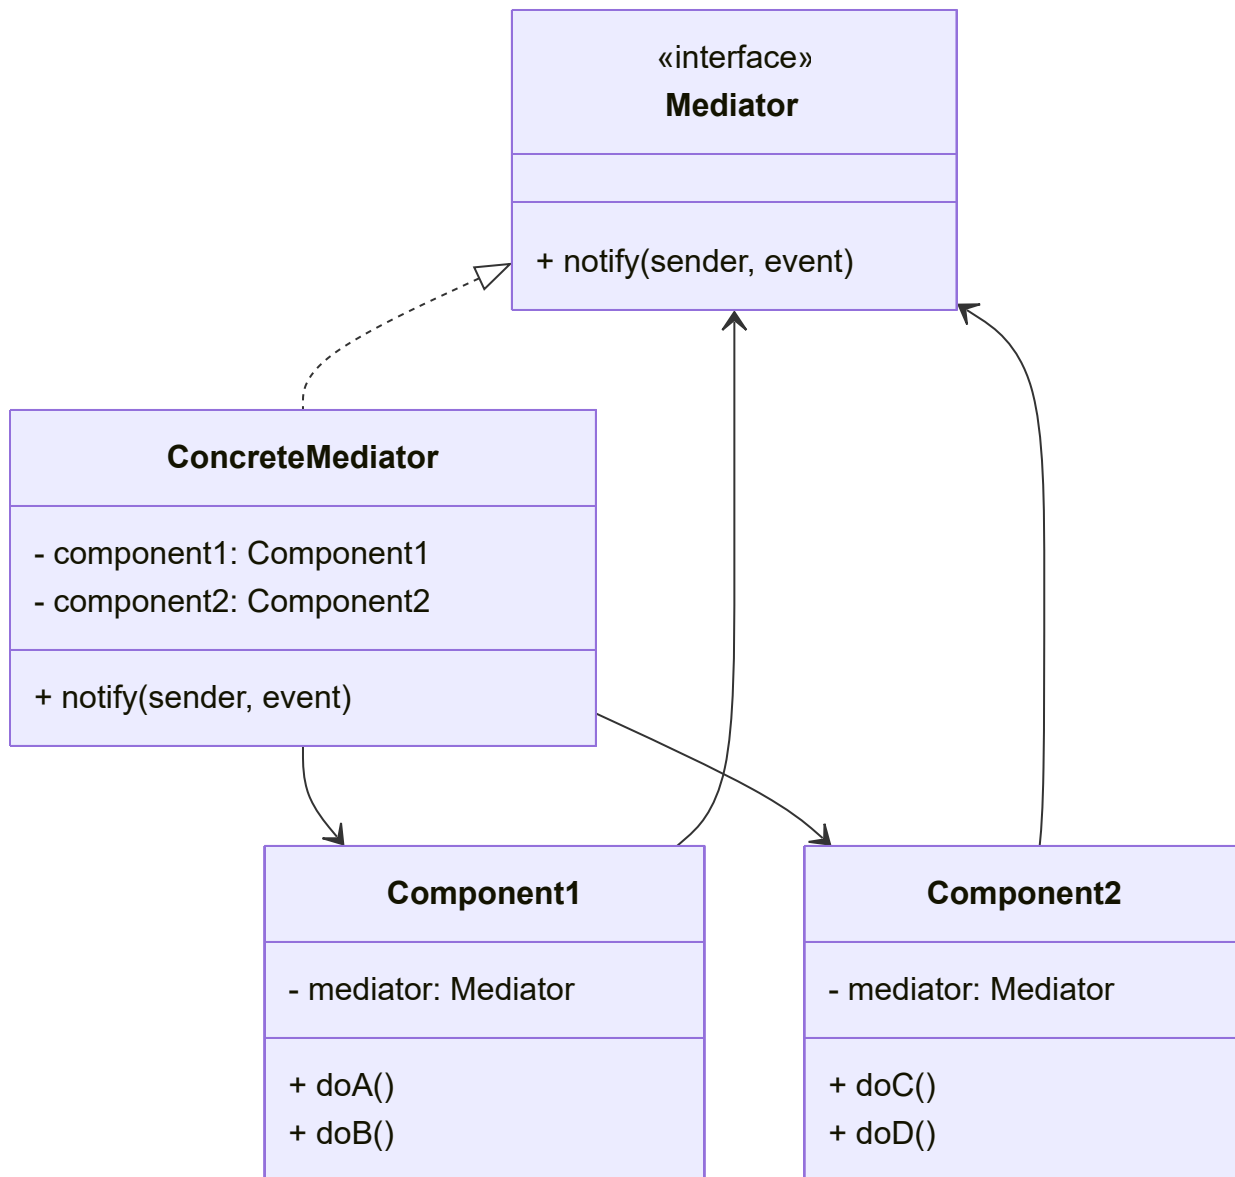 «interface»
Mediator
+ notify(sender, event)
ConcreteMediator
- component1: Component1
- component2: Component2
+ notify(sender, event)
Component1
- mediator: Mediator
+ doA()
+ doB()
Component2
- mediator: Mediator
+ doC()
+ doD()